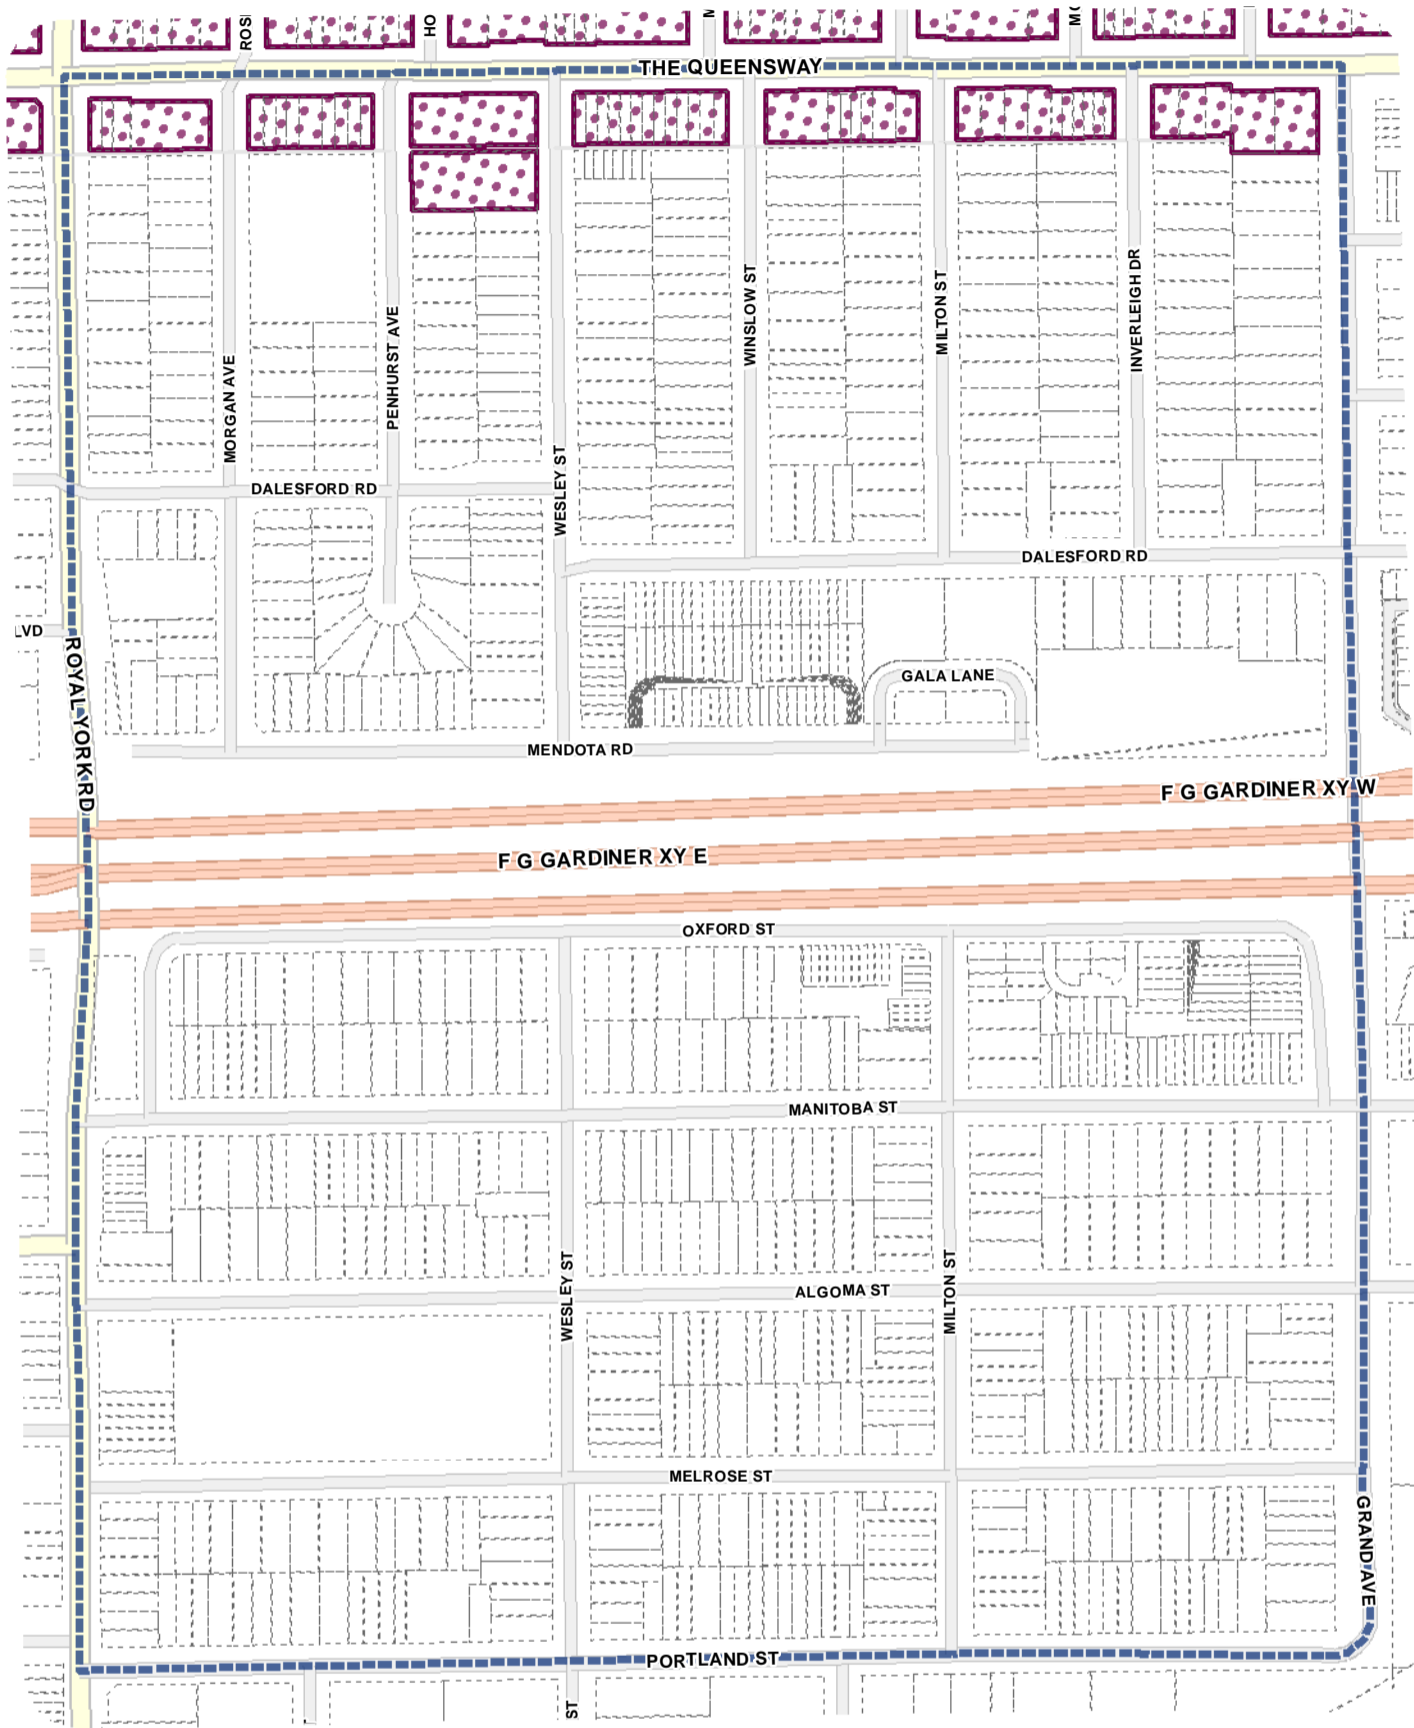 ROS
HO
THE QUEENSWAY
MORGAN AVE
PENHURST AVE
WESLEY ST
WINSLOW ST
MILTON ST
INVERLEIGH DR
DALESFORD RD
DALESFORD RD
LVD
ROYAL YORK RD
GALA LANE
MENDOTA RD
F G GARDINER XY W
F G GARDINER XY E
OXFORD ST
MANITOBA ST
WESLEY ST
MILTON ST
ALGOMA ST
MELROSE ST
GRAND AVE
PORTLAND ST
ST